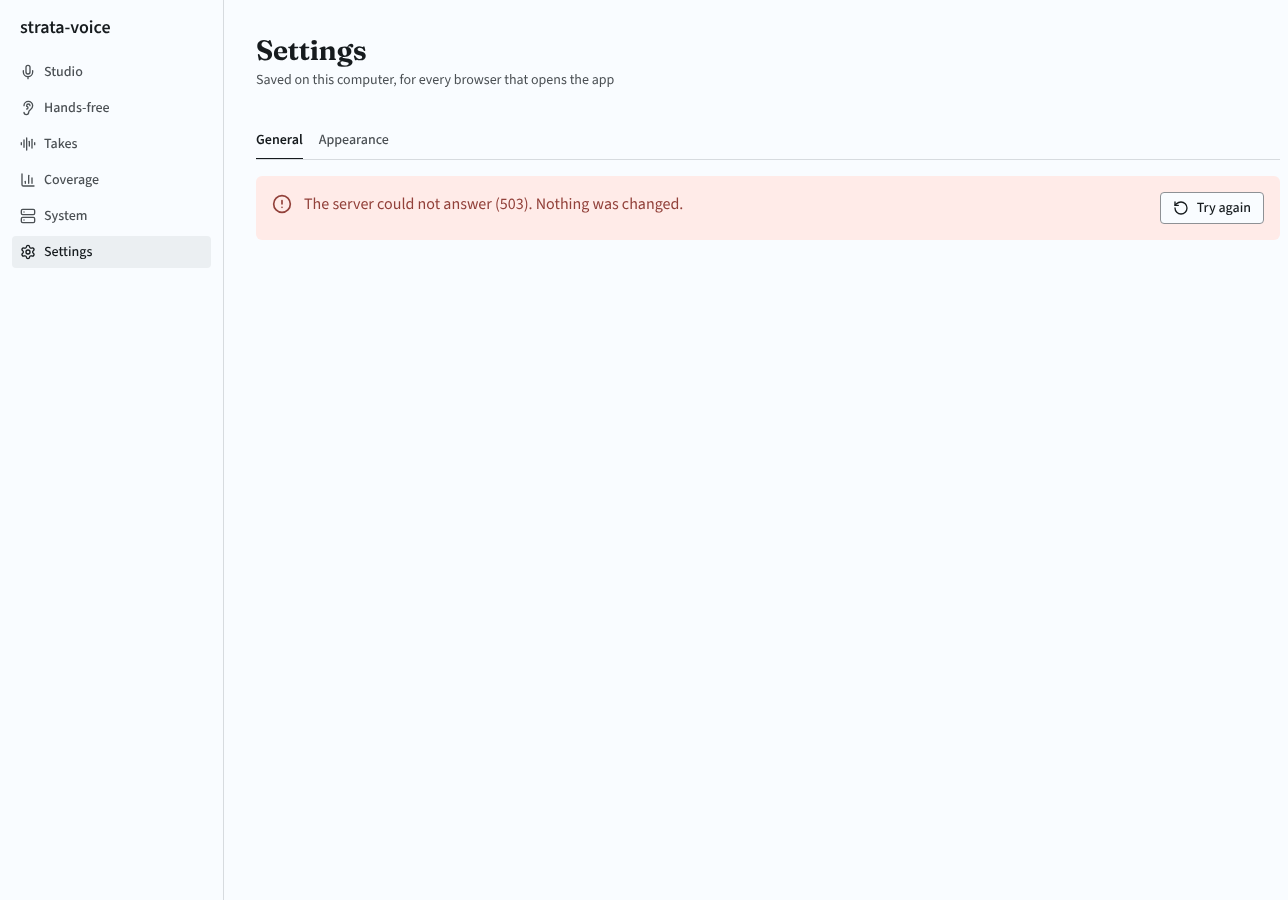 strata-voice
Studio
Hands-free
Takes
Coverage
System
Settings
Settings
Saved on this computer, for every browser that opens the app
General
Appearance
The server could not answer (503). Nothing was changed.
Try again